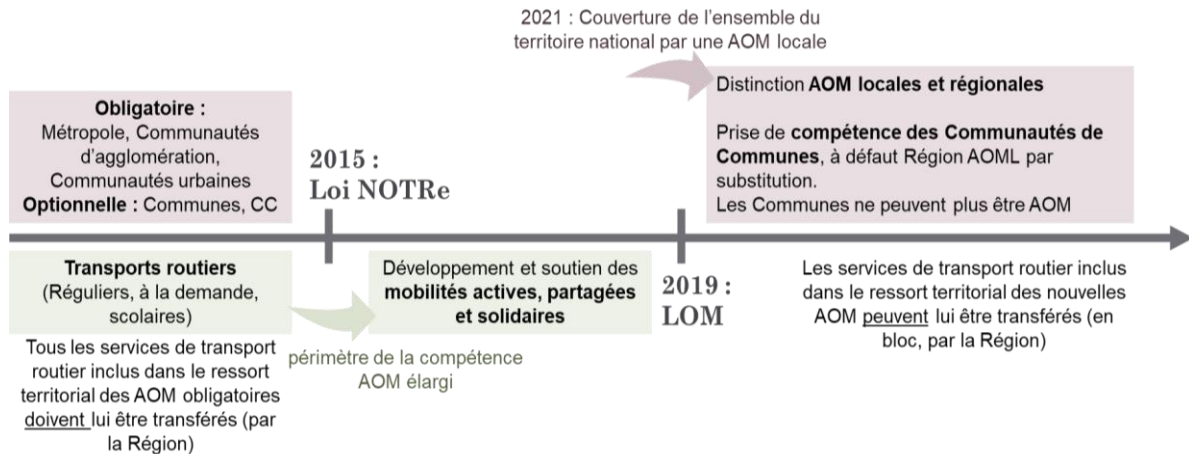 2021 : Couverture de l'ensemble du
territoire national par une AOM locale
Obligatoire :
Métropole, Communautés
d'agglomération,
Communautés urbaines
Optionnelle : Communes, CC
2015 :
Loi NOTRe
Distinction AOM locales et régionales
Prise de compétence des Communautés de
Communes, à défaut Région AOML par
substitution.
Les Communes ne peuvent plus être AOM
Transports routiers
(Réguliers, à la demande,
scolaires)
Tous les services de transport
routier inclus dans le ressort
territorial des AOM obligatoires
doivent lui être transférés (par
la Région)
Développement et soutien des
mobilités actives, partagées
et solidaires
périmètre de la compétence
AOM élargi
2019 :
LOM
Les services de transport routier inclus
dans le ressort territorial des nouvelles
AOM peuvent lui être transférés (en
bloc, par la Région)